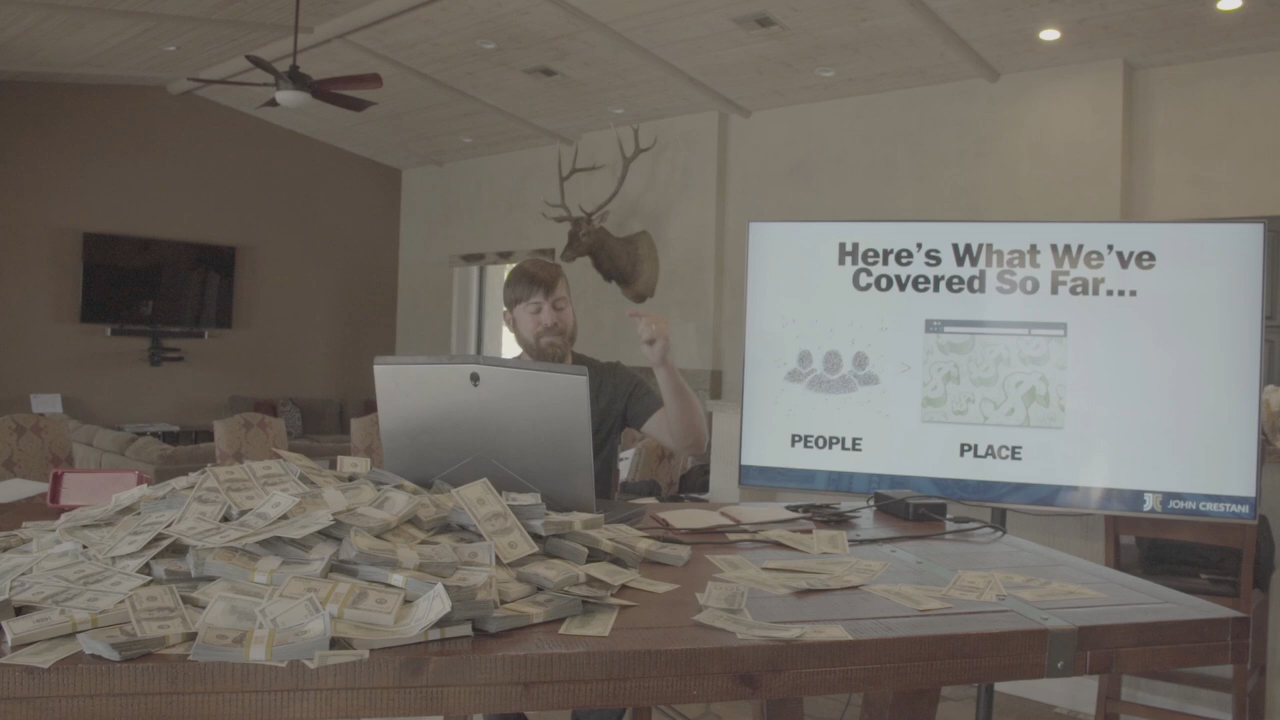 Here's What We've
Covered So Far...
PEOPLE
PLACE
JOHN CRESTANI